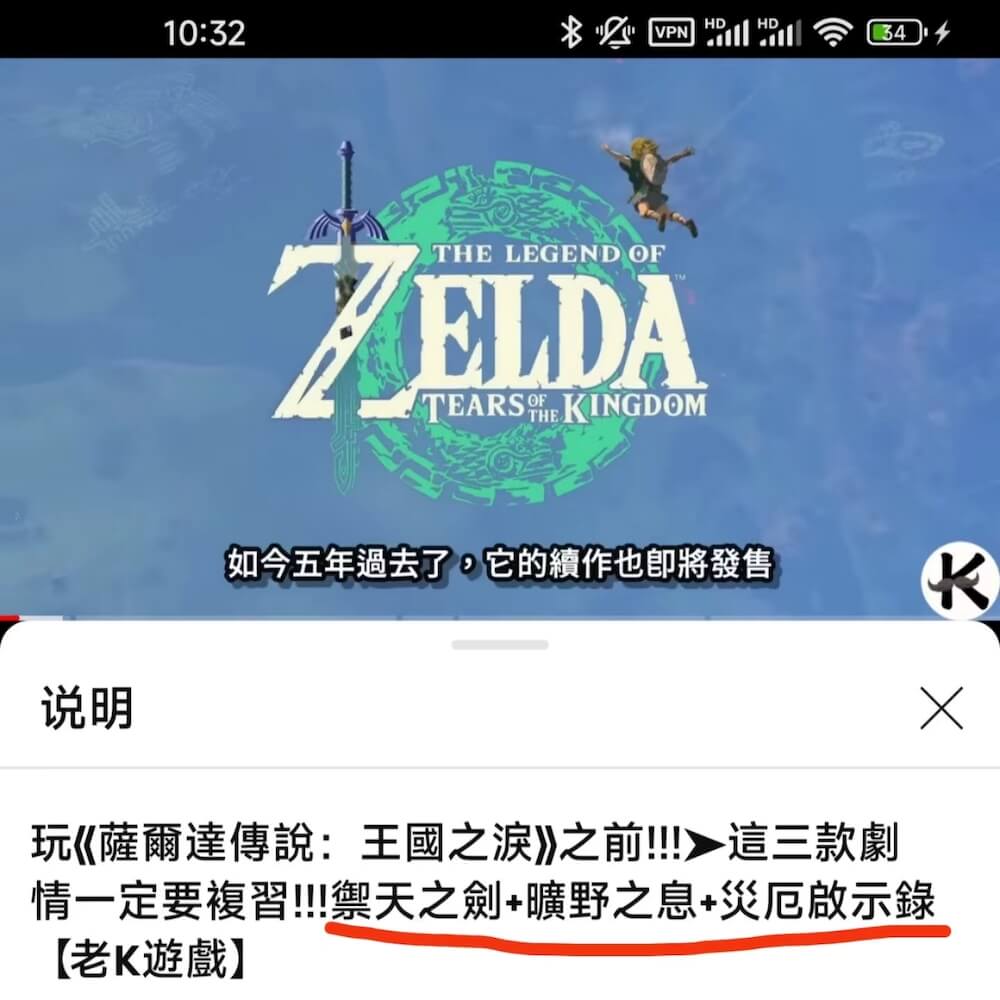 10:32
VPN HD HD 34
THE LEGEND OF
ZELDA™
TEARS OF THE KINGDOM
如今五年過去了，它的續作也即將發售
K
说明
玩《薩爾達傳說：王國之淚》之前!!!➤這三款劇
情一定要複習!!!禦天之劍+曠野之息+災厄啟示錄
【老K遊戲】